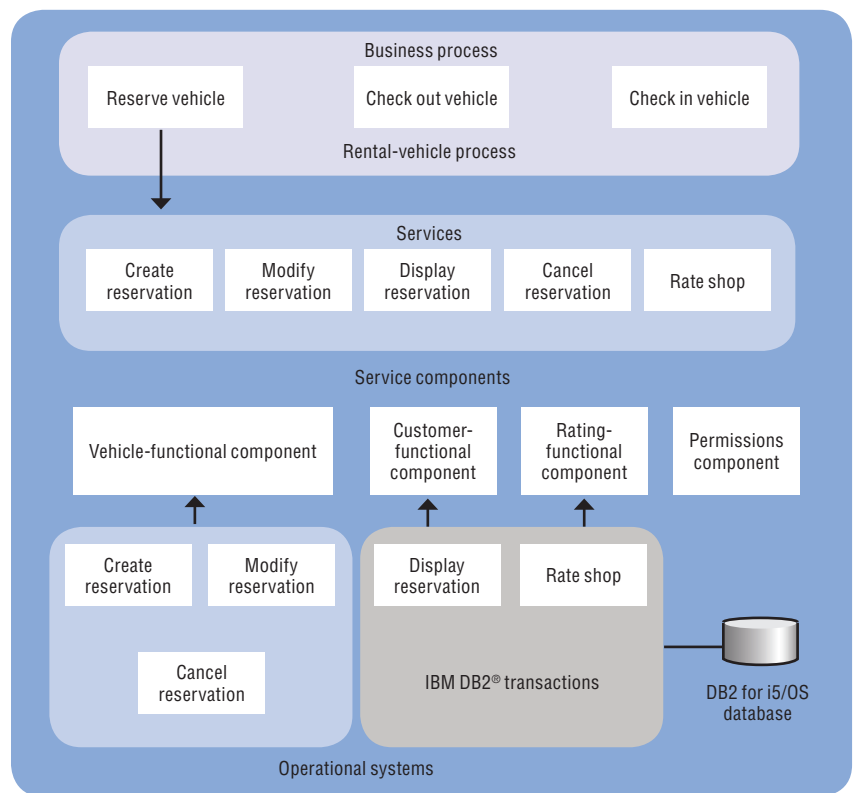 Business process
Reserve vehicle
Check out vehicle
Check in vehicle
Rental-vehicle process
Services
Create
reservation
Modify
reservation
Display
reservation
Cancel
reservation
Rate shop
Service components
Vehicle-functional component
Customer-
functional
component
Rating-
functional
component
Permissions
component
Create
reservation
Modify
reservation
Cancel
reservation
Display
reservation
Rate shop
IBM DB2® transactions
DB2 for i5/OS
database
Operational systems